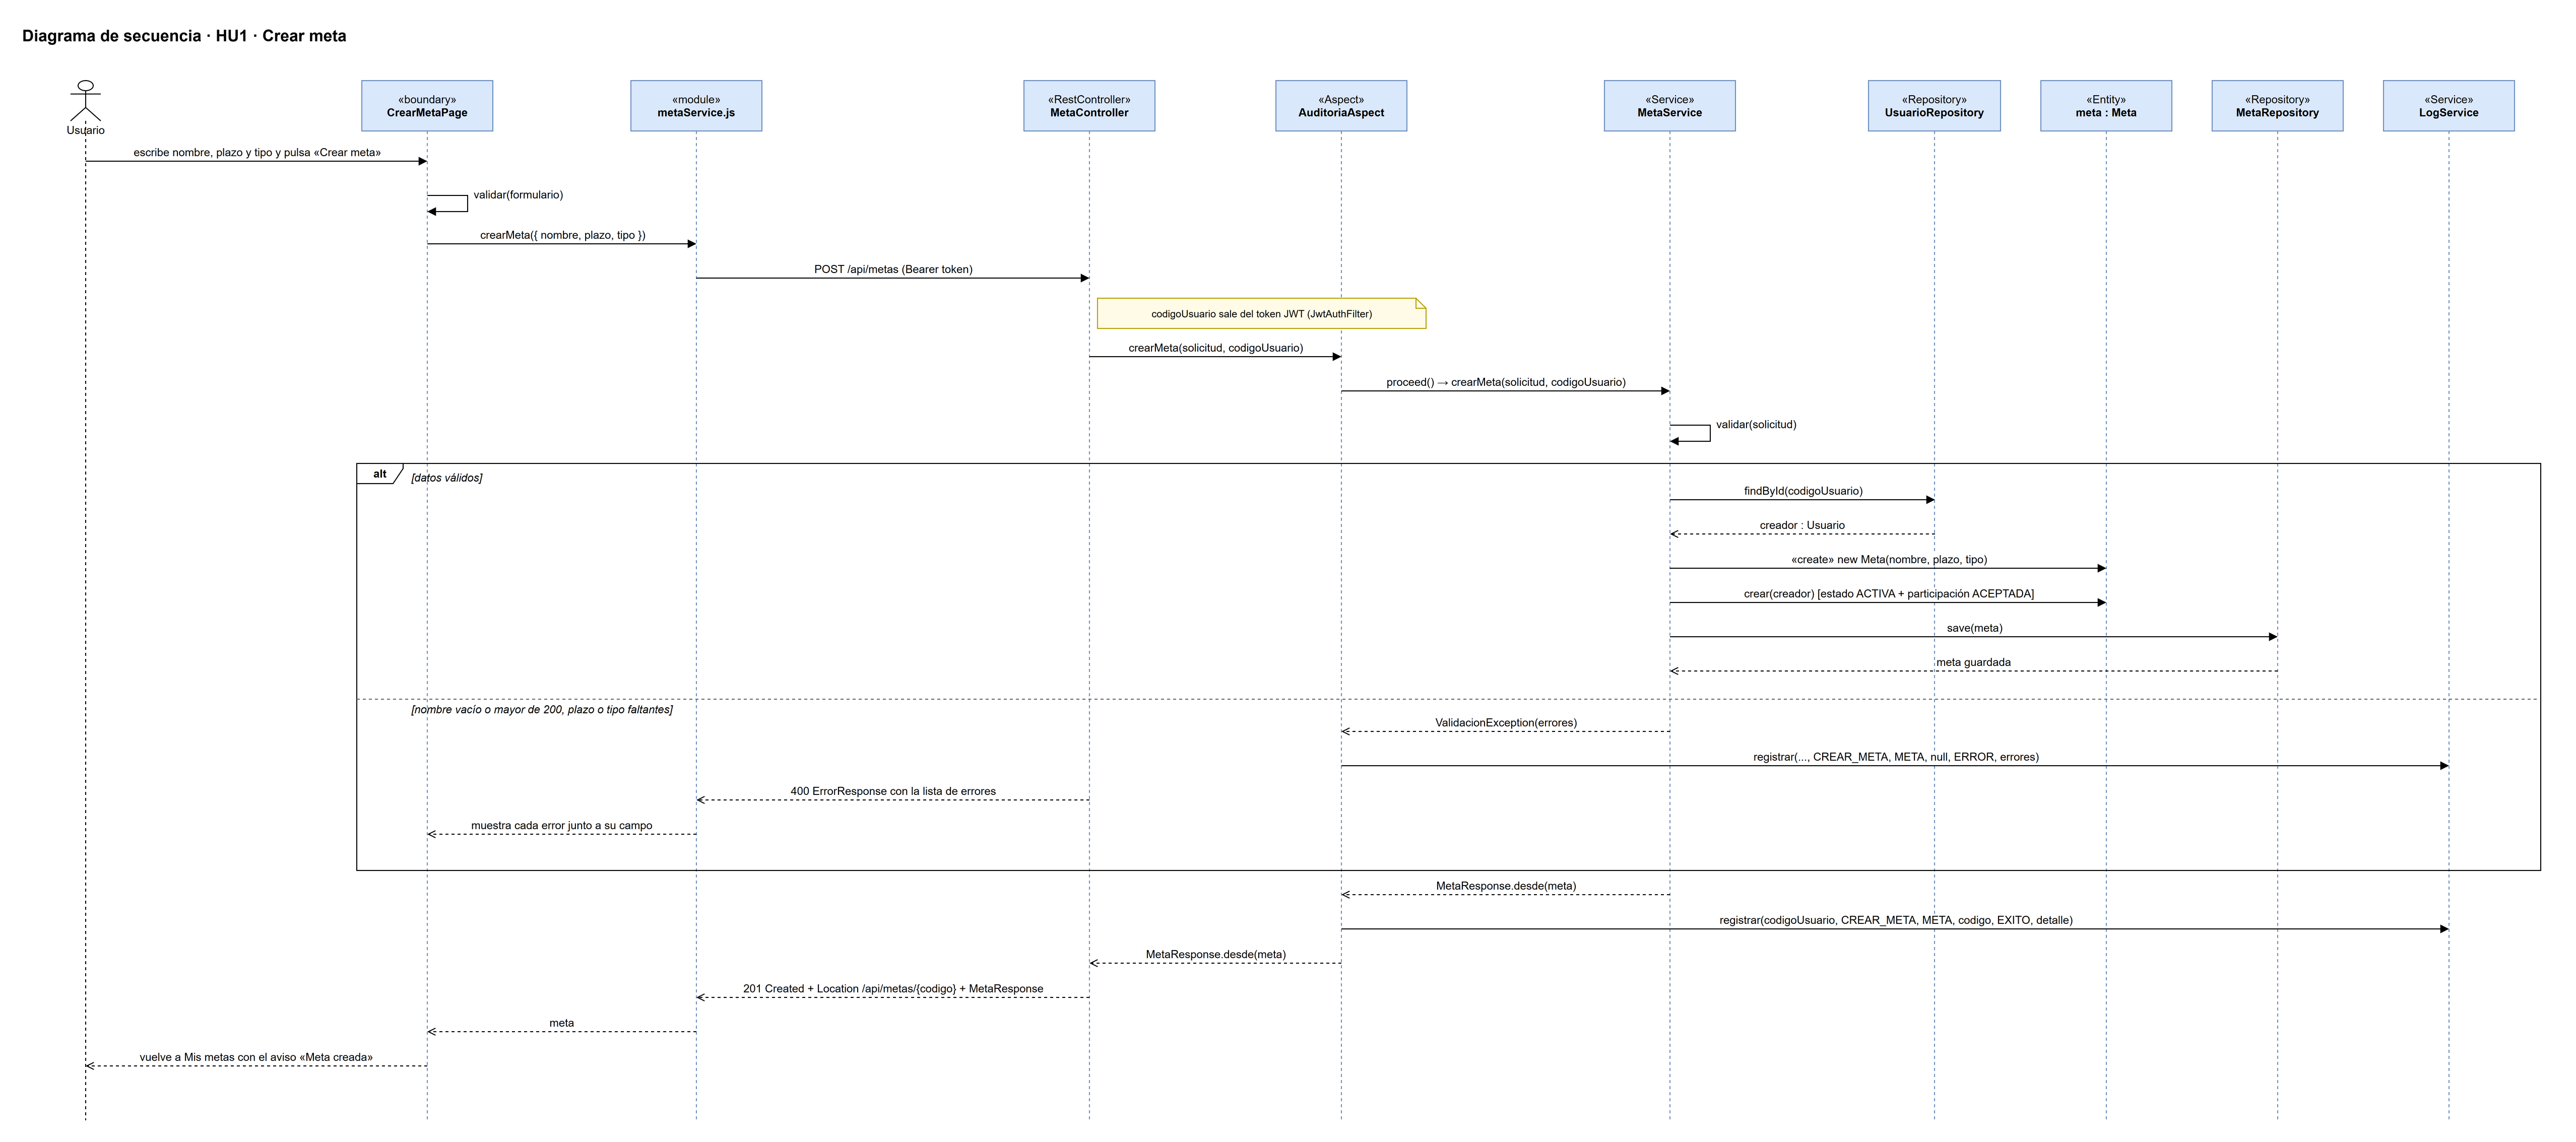 Diagrama de secuencia · HU1 · Crear meta
Usuario
«boundary»
CrearMetaPage
«module»
metaService.js
«RestController»
MetaController
«Aspect»
AuditoriaAspect
«Service»
MetaService
«Repository»
UsuarioRepository
«Entity»
meta : Meta
«Repository»
MetaRepository
«Service»
LogService
escribe nombre, plazo y tipo y pulsa «Crear meta»
validar(formulario)
crearMeta({ nombre, plazo, tipo })
POST /api/metas (Bearer token)
codigoUsuario sale del token JWT (JwtAuthFilter)
crearMeta(solicitud, codigoUsuario)
proceed() → crearMeta(solicitud, codigoUsuario)
validar(solicitud)
alt
[datos válidos]
findById(codigoUsuario)
creador : Usuario
«create» new Meta(nombre, plazo, tipo)
crear(creador) [estado ACTIVA + participación ACEPTADA]
save(meta)
meta guardada
[nombre vacío o mayor de 200, plazo o tipo faltantes]
ValidacionException(errores)
registrar(..., CREAR_META, META, null, ERROR, errores)
400 ErrorResponse con la lista de errores
muestra cada error junto a su campo
MetaResponse.desde(meta)
registrar(codigoUsuario, CREAR_META, META, codigo, EXITO, detalle)
MetaResponse.desde(meta)
201 Created + Location /api/metas/{codigo} + MetaResponse
meta
vuelve a Mis metas con el aviso «Meta creada»